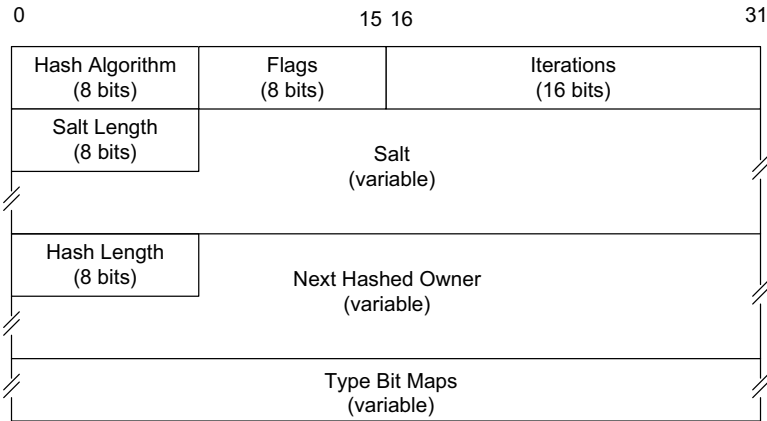 0 15 16 31
Hash Algorithm Flags Iterations
(8 bits) (8 bits) (16 bits)
Salt Length
(8 bits)
Salt
(variable)
Hash Length
(8 bits)
Next Hashed Owner
(variable)
Type Bit Maps
(variable)